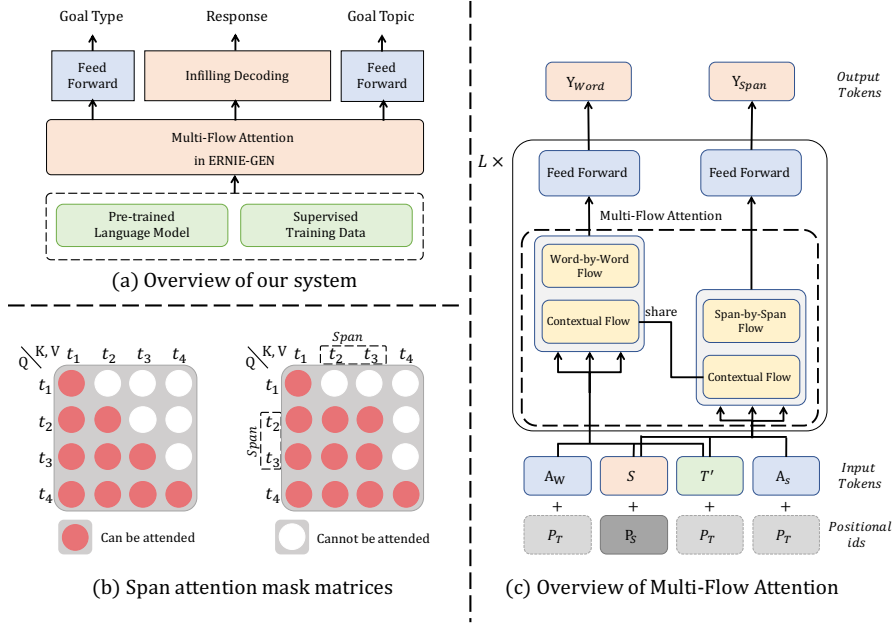 Goal Type Response Goal Topic
Feed
Forward
Infilling Decoding
Feed
Forward
Multi-Flow Attention
in ERNIE-GEN
Pre-trained
Language Model
Supervised
Training Data
(a) Overview of our system
K, V
Q
t₁ t₂ t₃ t₄
t₁
t₂
t₃
t₄
Span
K, V
Q
t₁ t₂ t₃ t₄
Span
t₁
t₂
t₃
t₄
Can be attended
Cannot be attended
(b) Span attention mask matrices
Y_Word
Y_Span
Output
Tokens
L ×
Feed Forward
Feed Forward
Multi-Flow Attention
Word-by-Word
Flow
Contextual Flow
share
Span-by-Span
Flow
Contextual Flow
A_W S T′ A_s
Input
Tokens
+ + + +
P_T P_S P_T P_T
Positional
ids
(c) Overview of Multi-Flow Attention